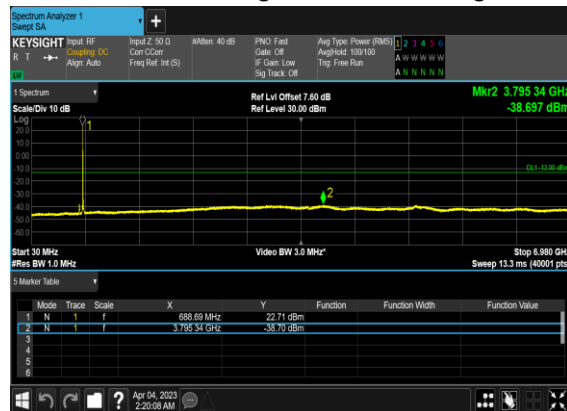 Spectrum Analyzer 1
Swept SA
KEYSIGHT Input: RF Input Z: 50 Ω #Atten: 40 dB PNO: Fast Avg Type: Power (RMS) 1 2 3 4 5 6
R T Coupling: DC Corr CCorr Gate: Off Avg|Hold: 100/100 A W W W W W
Align: Auto Freq Ref: Int (S) IF Gain: Low Trig: Free Run
Sig Track: Off A N N N N N
1 Spectrum Ref Lvl Offset 7.60 dB Mkr2 3.795 34 GHz
Scale/Div 10 dB Ref Level 30.00 dBm -38.697 dBm
Log
1
20.0
10.0
0.00
-10.0
DL1 -13.00 dBm
-20.0
-30.0
2
-40.0
-50.0
-60.0
Start 30 MHz Video BW 3.0 MHz* Stop 6.980 GHz
#Res BW 1.0 MHz Sweep 13.3 ms (40001 pts)
5 Marker Table
Mode Trace Scale X Y Function Function Width Function Value
1 N 1 f 688.69 MHz 22.71 dBm
2 N 1 f 3.795 34 GHz -38.70 dBm
3
4
5
6
? Apr 04, 2023
2:20:08 AM